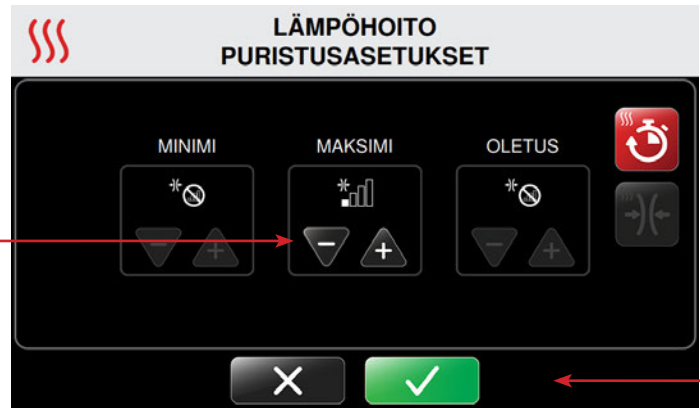 LÄMPÖHOITO
PURISTUSASETUKSET
MINIMI
MAKSIMI
OLETUS